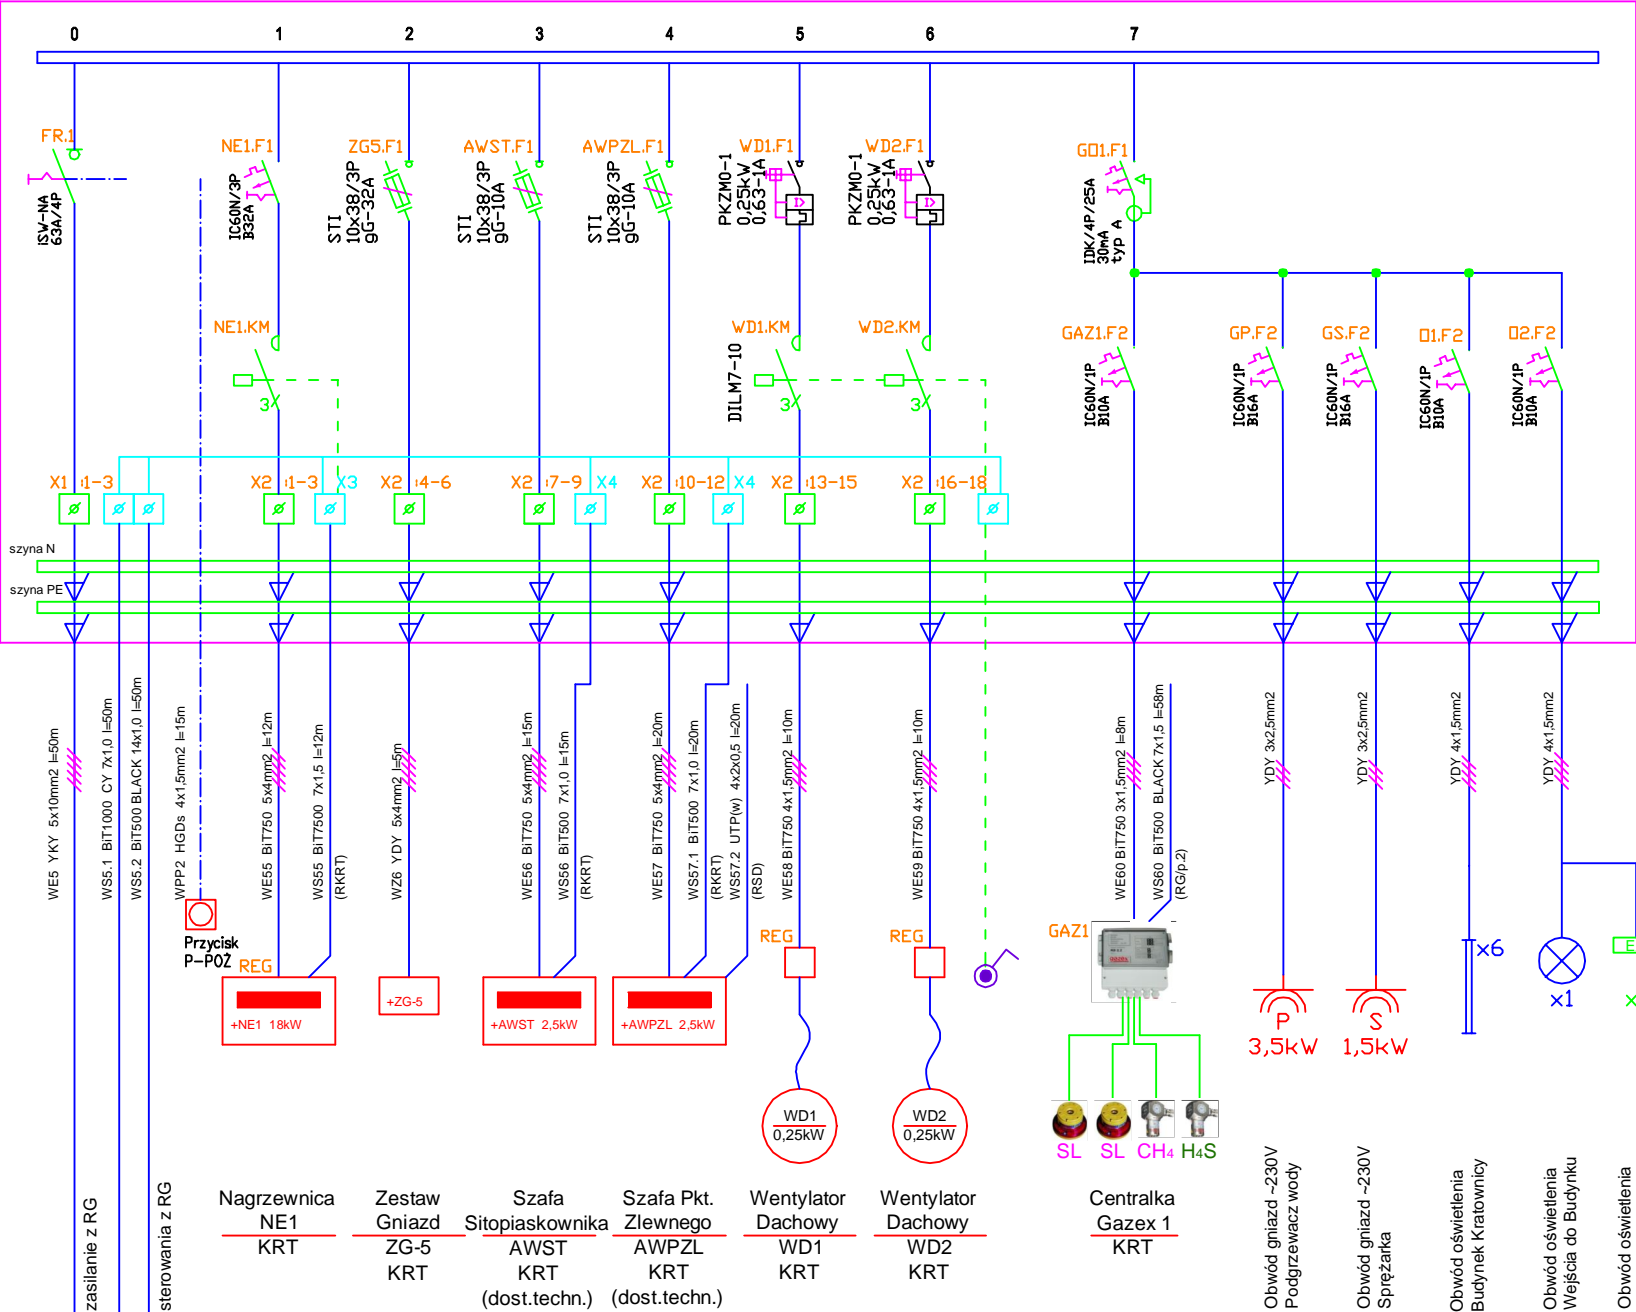 0
1
2
3
4
5
6
7
FR.1
iSW-NA
63A/4P
NE1.F1
IC60N/3P
B32A
ZG5.F1
STI
10x38/3P
gG-32A
AWST.F1
STI
10x38/3P
gG-10A
AWPZL.F1
STI
10x38/3P
gG-10A
WD1.F1
PKZM0-1
0,25kW
0,63-1A
WD2.F1
PKZM0-1
0,25kW
0,63-1A
GO1.F1
IDK/4P/25A
30mA
typ A
NE1.KM
3
WD1.KM
DILM7-10
3
WD2.KM
3
GAZ1.F2
IC60N/1P
B10A
GP.F2
IC60N/1P
B16A
GS.F2
IC60N/1P
B16A
O1.F2
IC60N/1P
B10A
O2.F2
IC60N/1P
B10A
X1 :1-3
X2 :1-3
X3
X2 :4-6
X2 :7-9
X4
X2 :10-12
X4
X2 :13-15
X2 :16-18
szyna N
szyna PE
WE5 YKY 5x10mm2 l=50m
WS5.1 BiT1000 CY 7x1,0 l=50m
WS5.2 BiT500 BLACK 14x1,0 l=50m
WPP2 HGDs 4x1,5mm2 l=15m
WE55 BiT750 5x4mm2 l=12m
WS55 BiT7500 7x1,5 l=12m
(RKRT)
WZ6 YDY 5x4mm2 l=5m
WE56 BiT750 5x4mm2 l=15m
WS56 BiT500 7x1,0 l=15m
(RKRT)
WE57 BiT750 5x4mm2 l=20m
WS57.1 BiT500 7x1,0 l=20m
(RKRT)
WS57.2 UTP(w) 4x2x0,5 l=20m
(RSD)
WE58 BiT750 4x1,5mm2 l=10m
WE59 BiT750 4x1,5mm2 l=10m
WE60 BiT750 3x1,5mm2 l=8m
WS60 BiT500 BLACK 7x1,5 l=58m
(RG/p.2)
YDY 3x2,5mm2
YDY 3x2,5mm2
YDY 4x1,5mm2
YDY 4x1,5mm2
Przycisk
P-POŻ
REG
+NE1 18kW
+ZG-5
+AWST 2,5kW
+AWPZL 2,5kW
REG
WD1
0,25kW
REG
WD2
0,25kW
GAZ1
SL
SL
CH4
H4S
P
3,5kW
S
1,5kW
x6
x1
E
x
zasilanie z RG
sterowania z RG
Nagrzewnica
NE1
KRT
Zestaw
Gniazd
ZG-5
KRT
Szafa
Sitopiaskownika
AWST
KRT
(dost.techn.)
Szafa Pkt.
Zlewnego
AWPZL
KRT
(dost.techn.)
Wentylator
Dachowy
WD1
KRT
Wentylator
Dachowy
WD2
KRT
Centralka
Gazex 1
KRT
Obwód gniazd ~230V
Podgrzewacz wody
Obwód gniazd ~230V
Sprężarka
Obwód oświetlenia
Budynek Kratownicy
Obwód oświetlenia
Wejścia do Budynku
Obwód oświetlenia